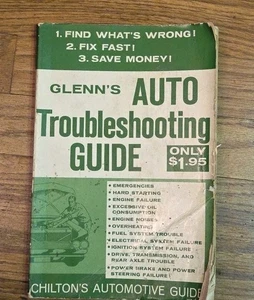 1. FIND WHAT'S WRONG!
2. FIX FAST!
3. SAVE MONEY!
GLENN'S AUTO
Troubleshooting
GUIDE
ONLY
$1.95
• EMERGENCIES
• HARD STARTING
• ENGINE FAILURE
• EXCESSIVE OIL
CONSUMPTION
• ENGINE NOISES
• OVERHEATING
• FUEL SYSTEM TROUBLE
• ELECTRICAL SYSTEM FAILURE
• IGNITION SYSTEM FAILURE
• DRIVE, TRANSMISSION, AND
REAR AXLE TROUBLE
• POWER BRAKE AND POWER
STEERING FAILURE!
CHILTON'S AUTOMOTIVE GUIDE